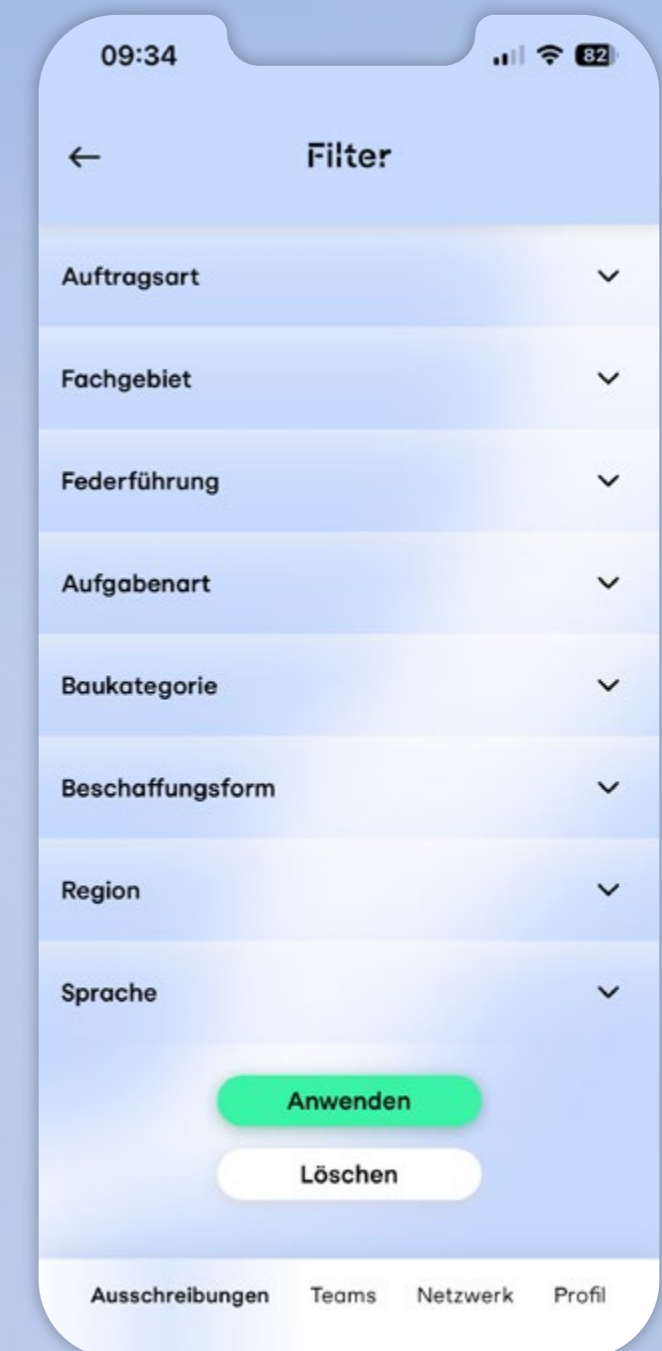 09:34 82
Filter
Auftragsart
Fachgebiet
Federführung
Aufgabenart
Baukategorie
Beschaffungsform
Region
Sprache
Anwenden
Löschen
Ausschreibungen Teams Netzwerk Profil